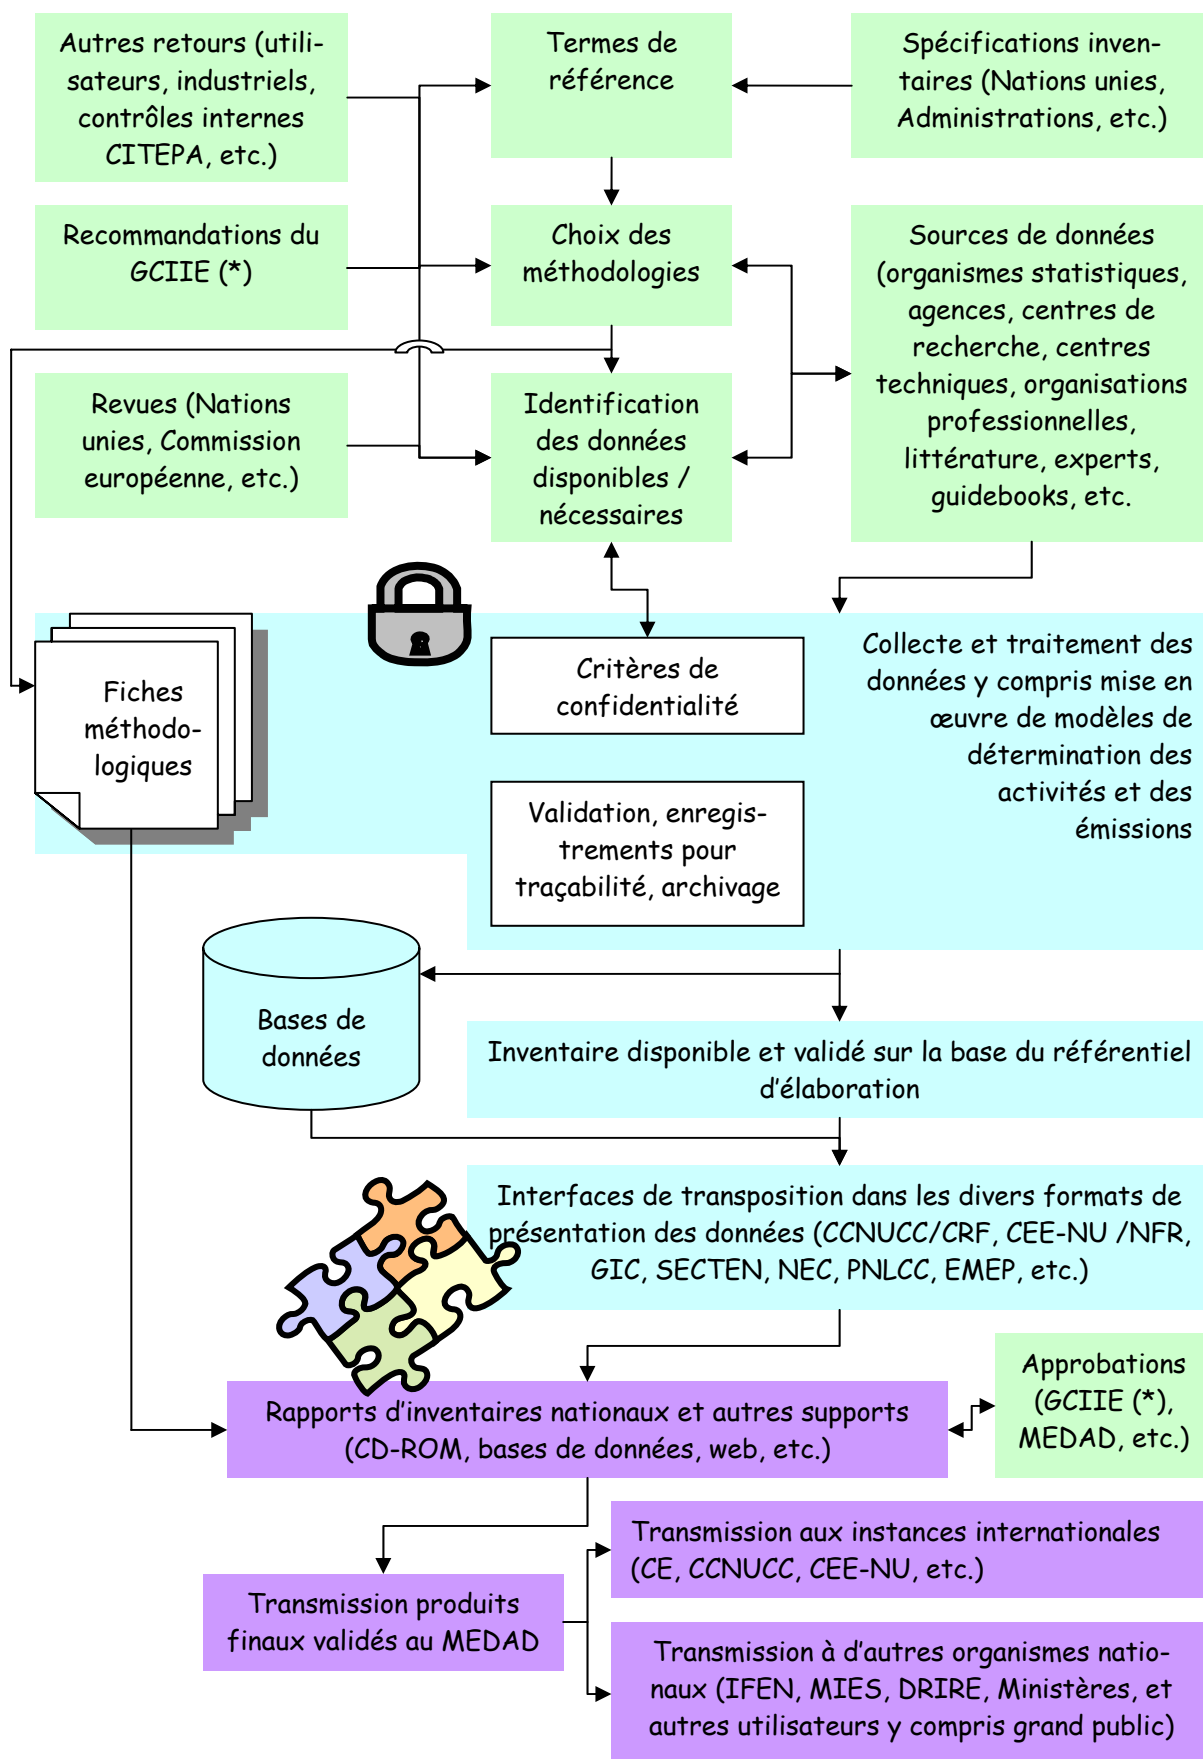 Autres retours (utili-
sateurs, industriels,
contrôles internes
CITEPA, etc.)
Termes de
référence
Spécifications inven-
taires (Nations unies,
Administrations, etc.)
Recommandations du
GCIIE (*)
Choix des
méthodologies
Sources de données
(organismes statistiques,
agences, centres de
recherche, centres
techniques, organisations
professionnelles,
littérature, experts,
guidebooks, etc.
Revues (Nations
unies, Commission
européenne, etc.)
Identification
des données
disponibles /
nécessaires
Fiches
méthodo-
logiques
Critères de
confidentialité
Collecte et traitement des
données y compris mise en
œuvre de modèles de
détermination des
activités et des
émissions
Validation, enregis-
trements pour
traçabilité, archivage
Bases de
données
Inventaire disponible et validé sur la base du référentiel
d’élaboration
Interfaces de transposition dans les divers formats de
présentation des données (CCNUCC/CRF, CEE-NU /NFR,
GIC, SECTEN, NEC, PNLCC, EMEP, etc.)
Rapports d’inventaires nationaux et autres supports
(CD-ROM, bases de données, web, etc.)
Approbations
(GCIIE (*),
MEDAD, etc.)
Transmission produits
finaux validés au MEDAD
Transmission aux instances internationales
(CE, CCNUCC, CEE-NU, etc.)
Transmission à d’autres organismes natio-
naux (IFEN, MIES, DRIRE, Ministères, et
autres utilisateurs y compris grand public)